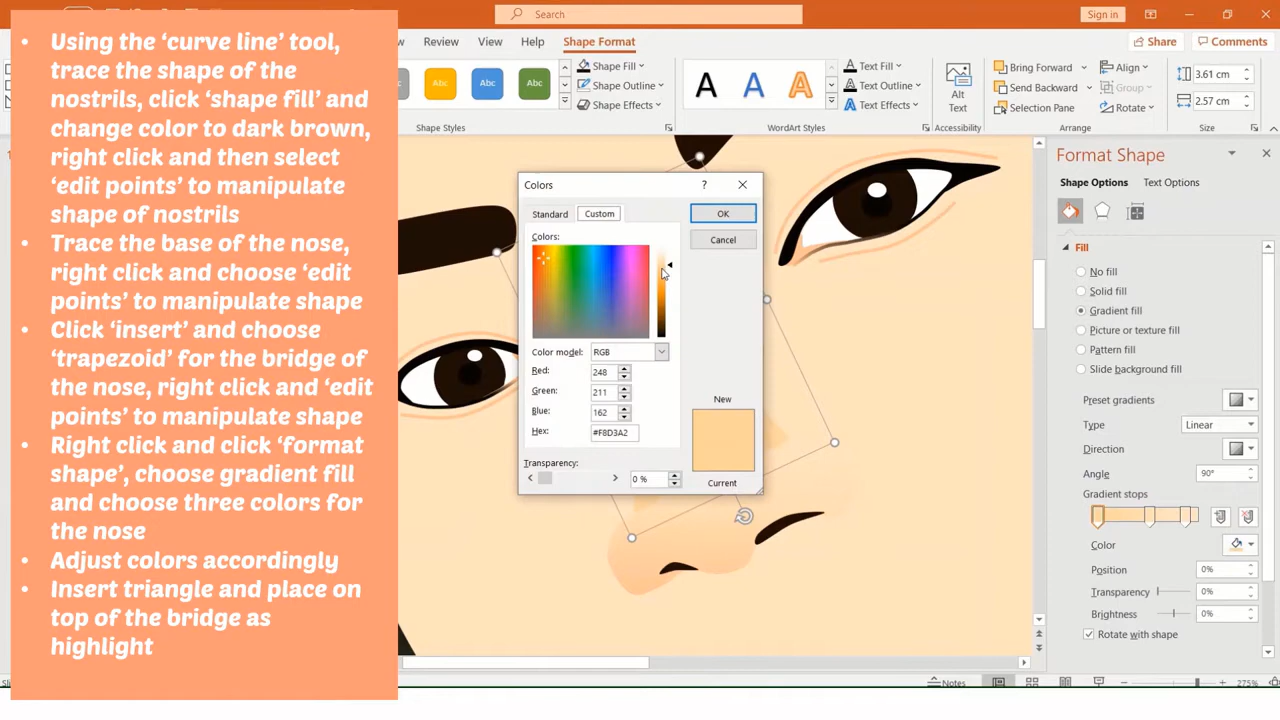 • Using the ‘curve line’ tool,
trace the shape of the
nostrils, click ‘shape fill’ and
change color to dark brown,
right click and then select
‘edit points’ to manipulate
shape of nostrils
• Trace the base of the nose,
right click and choose ‘edit
points’ to manipulate shape
• Click ‘insert’ and choose
‘trapezoid’ for the bridge of
the nose, right click and ‘edit
points’ to manipulate shape
• Right click and click ‘format
shape’, choose gradient fill
and choose three colors for
the nose
• Adjust colors accordingly
• Insert triangle and place on
top of the bridge as
highlight
Search
Sign in
Review View Help Shape Format
Share Comments
Abc Abc Abc
Shape Fill
Shape Outline
Shape Effects
Shape Styles
A A A
Text Fill
Text Outline
Text Effects
WordArt Styles
Alt
Text
Accessibility
Bring Forward
Send Backward
Selection Pane
Align
Group
Rotate
Arrange
3.61 cm
2.57 cm
Size
Colors ?
Standard Custom
OK
Cancel
Colors:
Color model: RGB
Red: 248
Green: 211
Blue: 162
Hex: #F8D3A2
Transparency:
0 %
New
Current
Format Shape
Shape Options Text Options
Fill
No fill
Solid fill
Gradient fill
Picture or texture fill
Pattern fill
Slide background fill
Preset gradients
Type Linear
Direction
Angle 90°
Gradient stops
Color
Position 0%
Transparency 0%
Brightness 0%
Rotate with shape
Notes
275%